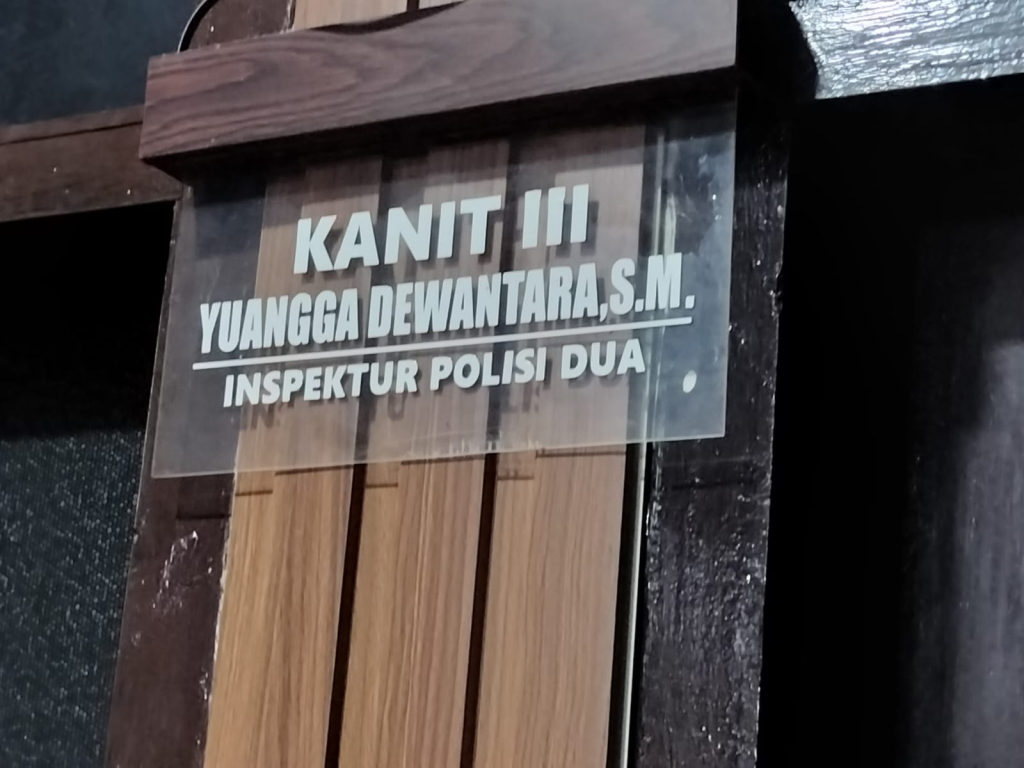 KANIT III
YUANGGA DEWANTARA,S.M.
INSPEKTUR POLISI DUA